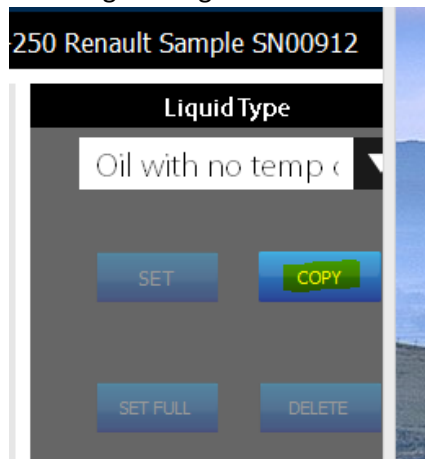 -250 Renault Sample SN00912
Liquid Type
Oil with no temp
SET COPY
SET FULL DELETE